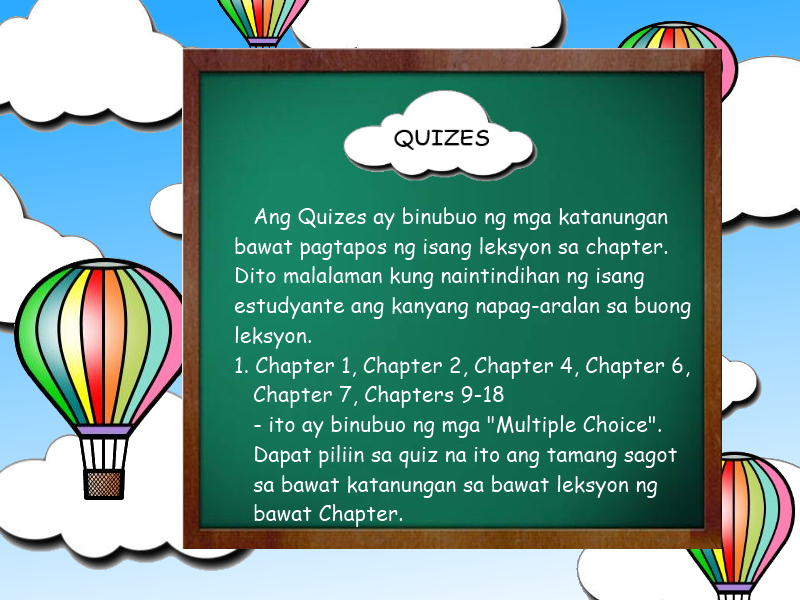 QUIZES
Ang Quizes ay binubuo ng mga katanungan
bawat pagtapos ng isang leksyon sa chapter.
Dito malalaman kung naintindihan ng isang
estudyante ang kanyang napag-aralan sa buong
leksyon.
1. Chapter 1, Chapter 2, Chapter 4, Chapter 6,
Chapter 7, Chapters 9-18
- ito ay binubuo ng mga "Multiple Choice".
Dapat piliin sa quiz na ito ang tamang sagot
sa bawat katanungan sa bawat leksyon ng
bawat Chapter.